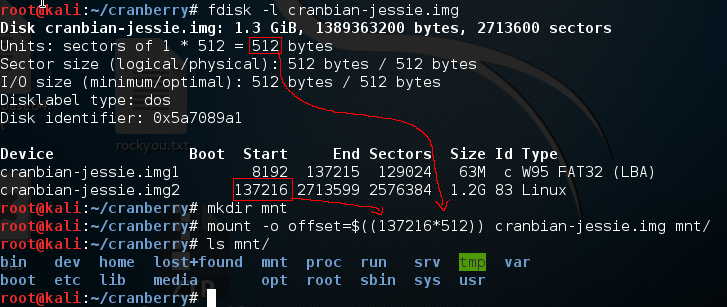 root@kali:~/cranberry# fdisk -l cranbian-jessie.img
Disk cranbian-jessie.img: 1.3 GiB, 1389363200 bytes, 2713600 sectors
Units: sectors of 1 * 512 = 512 bytes
Sector size (logical/physical): 512 bytes / 512 bytes
I/O size (minimum/optimal): 512 bytes / 512 bytes
Disklabel type: dos
Disk identifier: 0x5a7089a1
rockyou.txt
Device Boot Start End Sectors Size Id Type
cranbian-jessie.img1 8192 137215 129024 63M c W95 FAT32 (LBA)
cranbian-jessie.img2 137216 2713599 2576384 1.2G 83 Linux
root@kali:~/cranberry# mkdir mnt
root@kali:~/cranberry# mount -o offset=$((137216*512)) cranbian-jessie.img mnt/
root@kali:~/cranberry# ls mnt/
bin dev home lost+found mnt proc run srv tmp var
boot etc lib media opt root sbin sys usr
root@kali:~/cranberry#